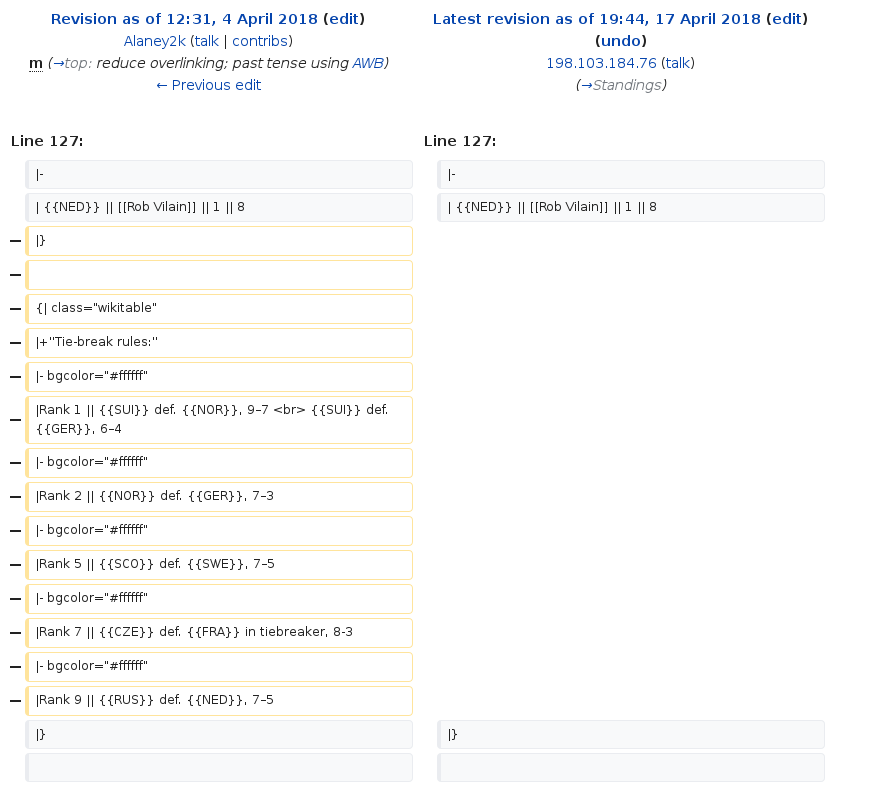 Revision as of 12:31, 4 April 2018 (edit)
Alaney2k (talk | contribs)
m (→top: reduce overlinking; past tense using AWB)
← Previous edit
Latest revision as of 19:44, 17 April 2018 (edit)
(undo)
198.103.184.76 (talk)
(→Standings)
Line 127:
Line 127:
|-
|-
| {{NED}} || [[Rob Vilain]] || 1 || 8
| {{NED}} || [[Rob Vilain]] || 1 || 8
− |}
−
− {| class="wikitable"
− |+''Tie-break rules:''
− |- bgcolor="#ffffff"
− |Rank 1 || {{SUI}} def. {{NOR}}, 9–7 <br> {{SUI}} def.
{{GER}}, 6–4
− |- bgcolor="#ffffff"
− |Rank 2 || {{NOR}} def. {{GER}}, 7–3
− |- bgcolor="#ffffff"
− |Rank 5 || {{SCO}} def. {{SWE}}, 7–5
− |- bgcolor="#ffffff"
− |Rank 7 || {{CZE}} def. {{FRA}} in tiebreaker, 8-3
− |- bgcolor="#ffffff"
− |Rank 9 || {{RUS}} def. {{NED}}, 7–5
|}
|}